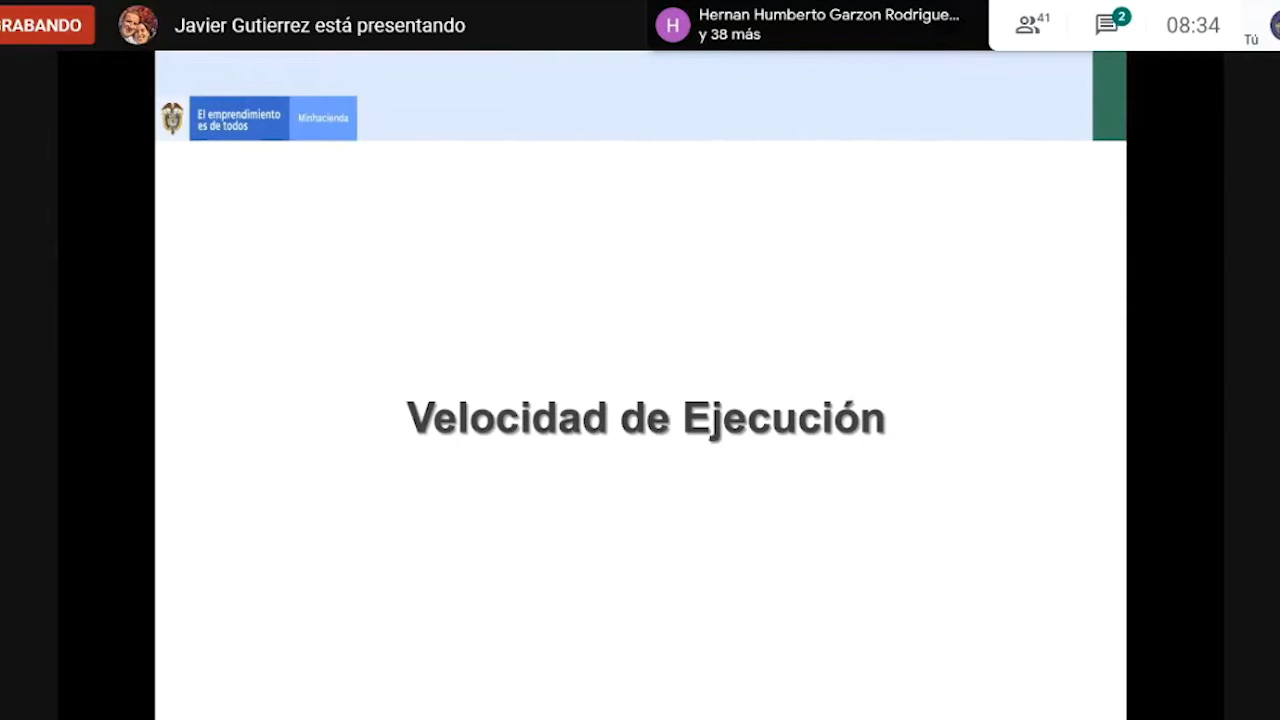 GRABANDO
Javier Gutierrez está presentando
H
Hernan Humberto Garzon Rodrigue...
y 38 más
41
2
08:34
Tú
El emprendimiento
es de todos
Minhacienda
Velocidad de Ejecución